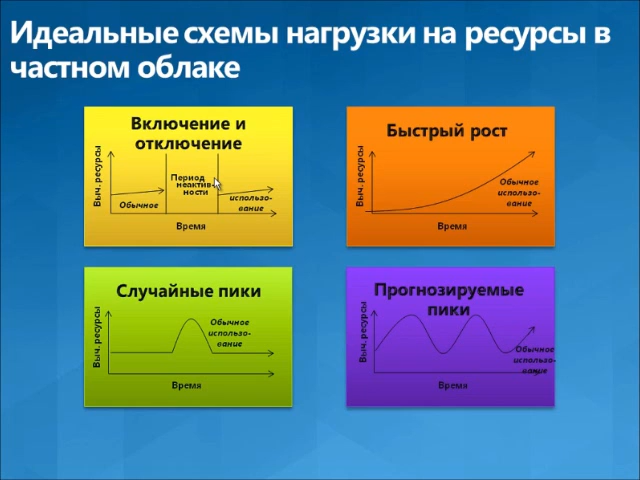 Идеальные схемы нагрузки на ресурсы в
частном облаке
Включение и
отключение
Выч. ресурсы
Период
неактив-
ности
Обычное
использо-
вание
Время
Быстрый рост
Выч. ресурсы
Обычное
использо-
вание
Время
Случайные пики
Выч. ресурсы
Обычное
использо-
вание
Время
Прогнозируемые
пики
Выч. ресурсы
Обычное
использо-
вание
Время